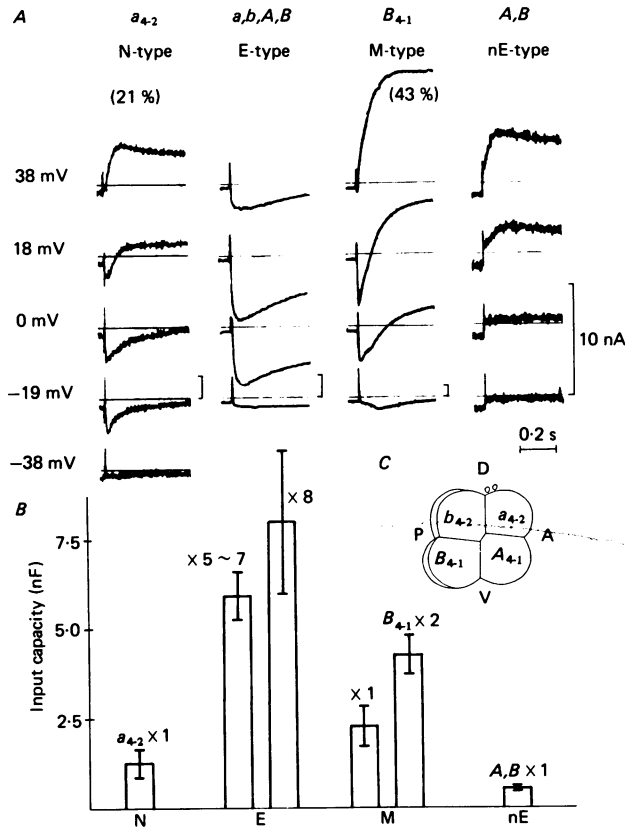 A a4-2 a,b,A,B B4-1 A,B
N-type E-type M-type nE-type
(21 %) (43 %)
38 mV
18 mV
0 mV
10 nA
−19 mV
0·2 s
−38 mV
C
D
b4-2 a4-2
P A
B4-1 A4-1
V
B
Input capacity (nF)
7·5
5·0
2·5
a4-2 × 1
× 5 ~ 7
× 8
× 1
B4-1 × 2
A,B × 1
N E M nE